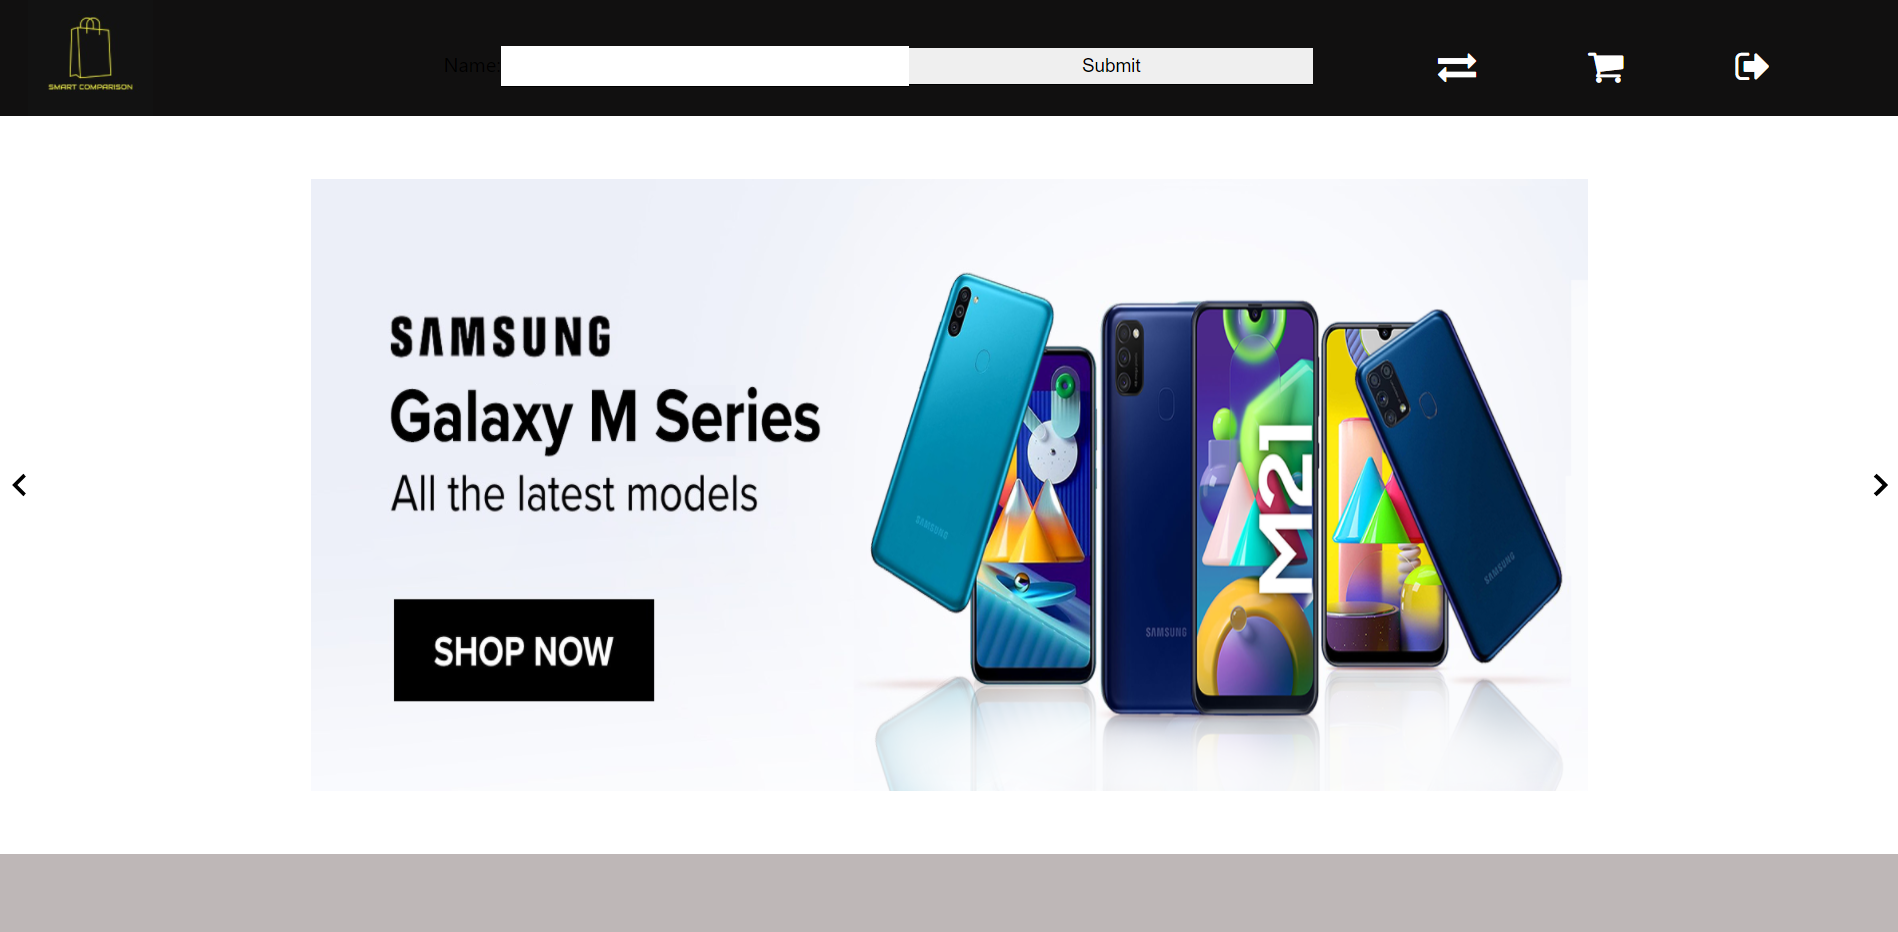 SMART COMPARISON
Name:
Submit
SAMSUNG
Galaxy M Series
All the latest models
SHOP NOW
SAMSUNG
SAMSUNG
M21
SAMSUNG